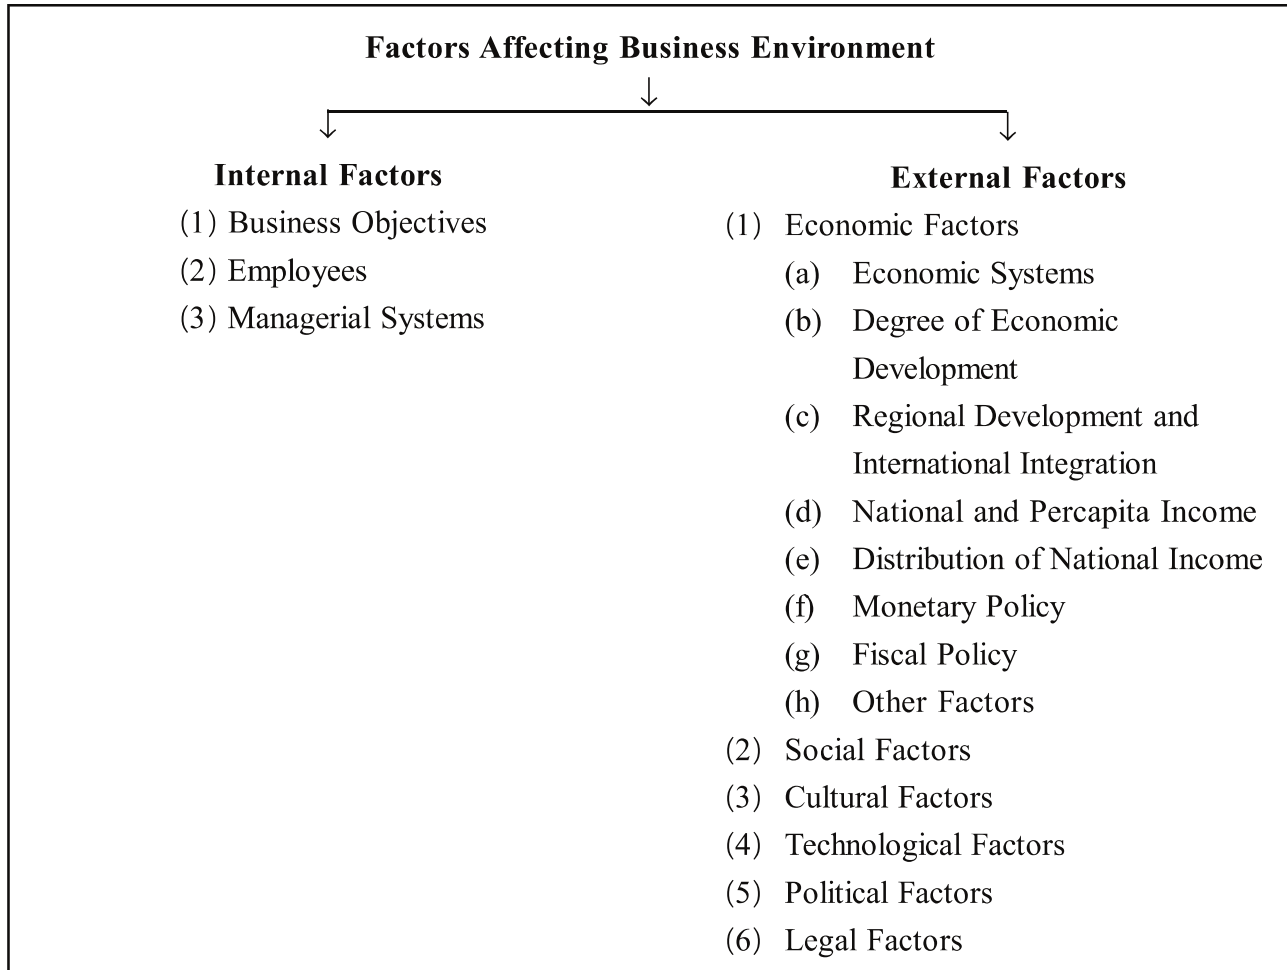 Factors Affecting Business Environment
Internal Factors
(1) Business Objectives
(2) Employees
(3) Managerial Systems
External Factors
(1) Economic Factors
(a) Economic Systems
(b) Degree of Economic
Development
(c) Regional Development and
International Integration
(d) National and Percapita Income
(e) Distribution of National Income
(f) Monetary Policy
(g) Fiscal Policy
(h) Other Factors
(2) Social Factors
(3) Cultural Factors
(4) Technological Factors
(5) Political Factors
(6) Legal Factors